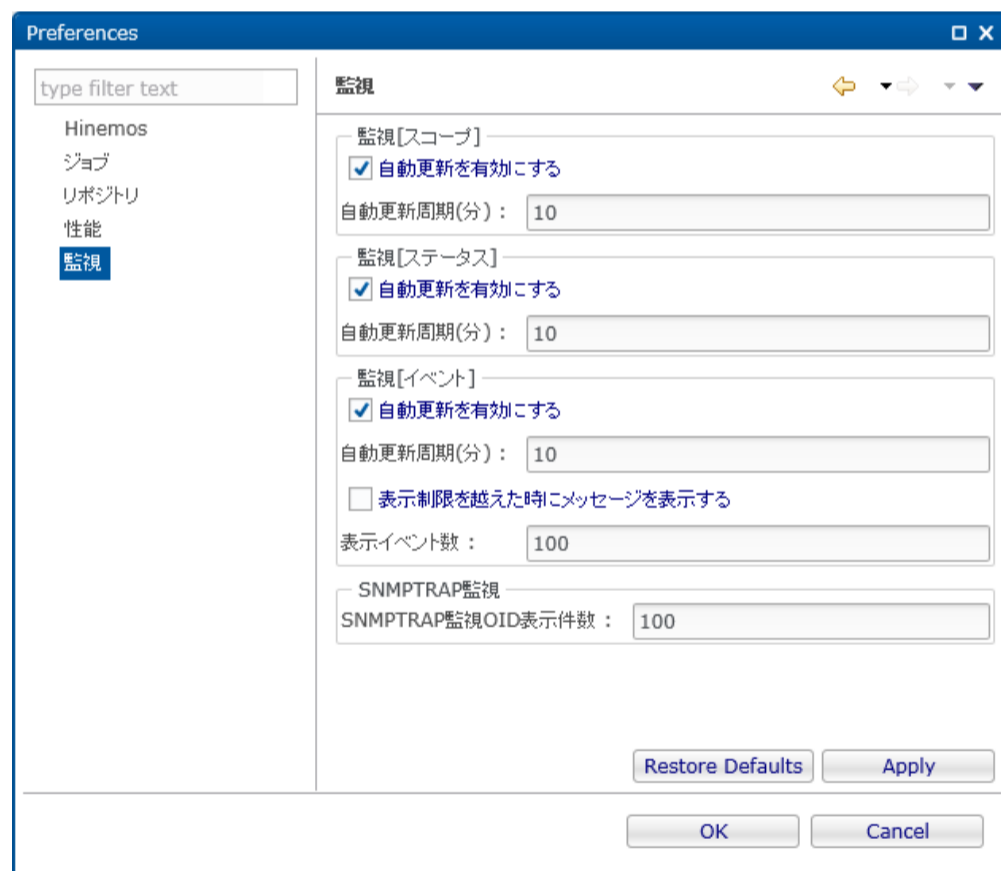 Preferences
type filter text
Hinemos
ジョブ
リポジトリ
性能
監視
監視
監視[スコープ]
自動更新を有効にする
自動更新周期(分) : 10
監視[ステータス]
自動更新を有効にする
自動更新周期(分) : 10
監視[イベント]
自動更新を有効にする
自動更新周期(分) : 10
表示制限を越えた時にメッセージを表示する
表示イベント数 : 100
SNMPTRAP監視
SNMPTRAP監視OID表示件数 : 100
Restore Defaults Apply
OK Cancel